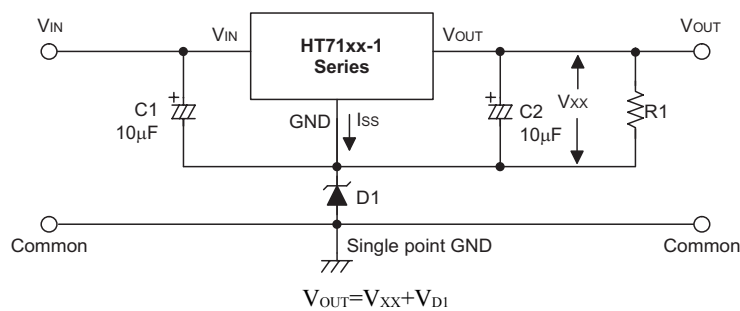 VIN
VIN
HT71xx-1
Series
VOUT
VOUT
C1
10μF
GND
ISS
C2
10μF
VXX
R1
D1
Common
Single point GND
Common
VOUT=VXX+VD1